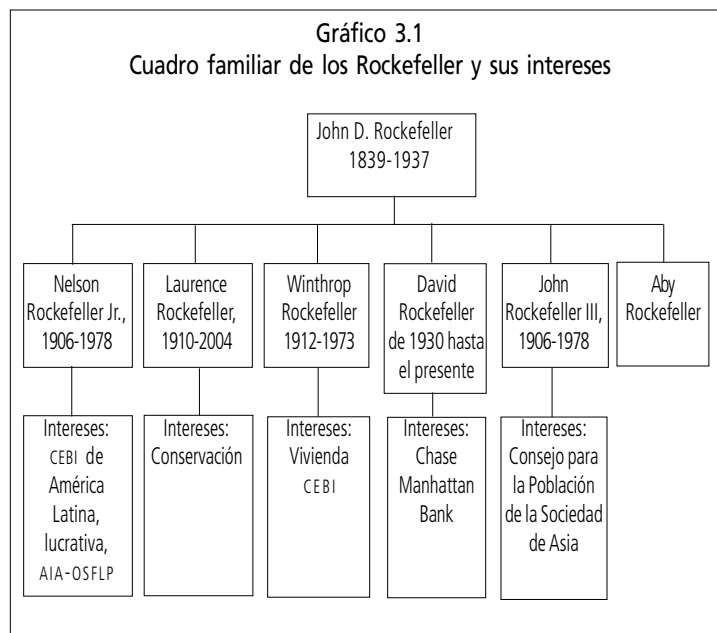 Gráfico 3.1
Cuadro familiar de los Rockefeller y sus intereses
John D. Rockefeller
1839-1937
Nelson
Rockefeller Jr.,
1906-1978
Laurence
Rockefeller,
1910-2004
Winthrop
Rockefeller
1912-1973
David
Rockefeller
de 1930 hasta
el presente
John
Rockefeller III,
1906-1978
Aby
Rockefeller
Intereses:
CEBI de
América
Latina,
lucrativa,
AIA-OSFLP
Intereses:
Conservación
Intereses:
Vivienda
CEBI
Intereses:
Chase
Manhattan
Bank
Intereses:
Consejo para
la Población
de la Sociedad
de Asia